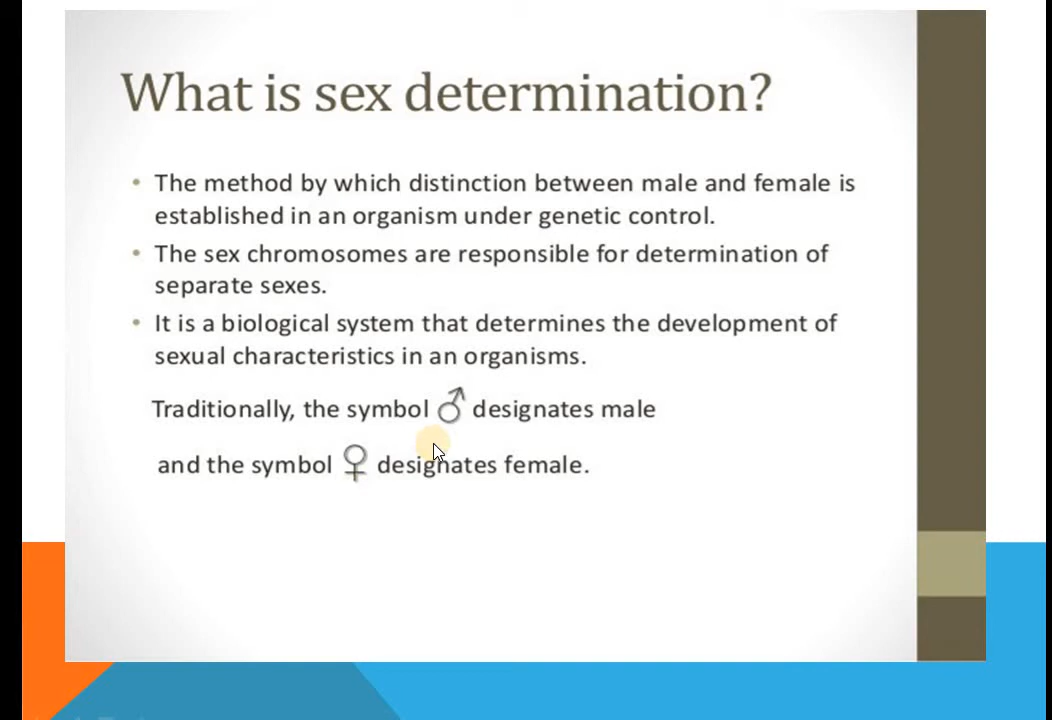 What is sex determination?
• The method by which distinction between male and female is
established in an organism under genetic control.
• The sex chromosomes are responsible for determination of
separate sexes.
• It is a biological system that determines the development of
sexual characteristics in an organisms.
Traditionally, the symbol ♂ designates male
and the symbol ♀ designates female.